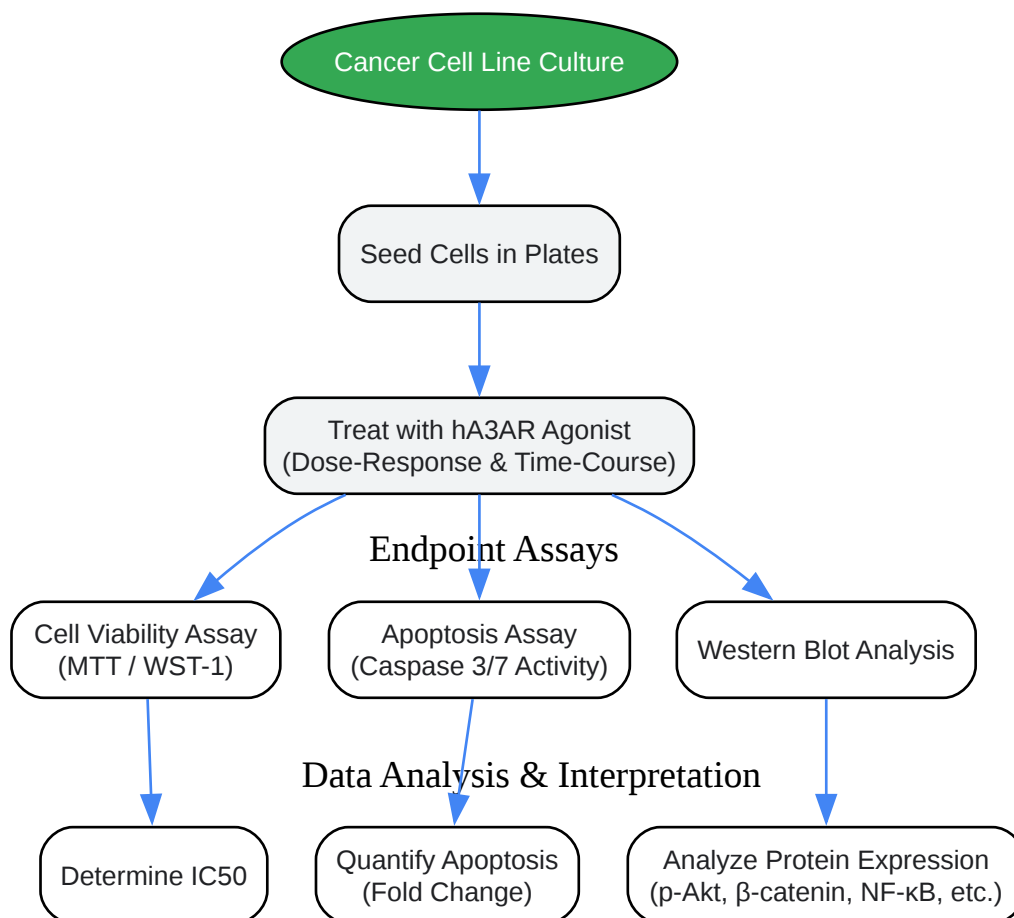 Cancer Cell Line Culture
Seed Cells in Plates
Treat with hA3AR Agonist
(Dose-Response & Time-Course)
Endpoint Assays
Cell Viability Assay
(MTT / WST-1)
Apoptosis Assay
(Caspase 3/7 Activity)
Western Blot Analysis
Data Analysis & Interpretation
Determine IC50
Quantify Apoptosis
(Fold Change)
Analyze Protein Expression
(p-Akt, β-catenin, NF-κB, etc.)